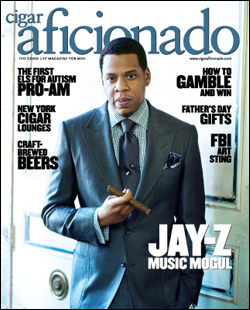 cigar
aficionado
THE GOOD LIFE MAGAZINE FOR MEN
www.cigaraficionado.com
THE FIRST
ELS FOR AUTISM
PRO-AM
NEW YORK
CIGAR
LOUNGES
CRAFT-
BREWED
BEERS
HOW TO
GAMBLE
AND WIN
FATHER'S DAY
GIFTS
FBI
ART
STING
JAY-Z
MUSIC MOGUL